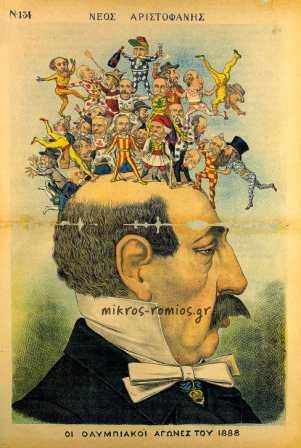 Ν-134
ΝΕΟΣ ΑΡΙΣΤΟΦΑΝΗΣ
mikros-romios.gr
ΟΙ ΟΛΥΜΠΙΑΚΟΙ ΑΓΩΝΕΣ ΤΟΥ 1888